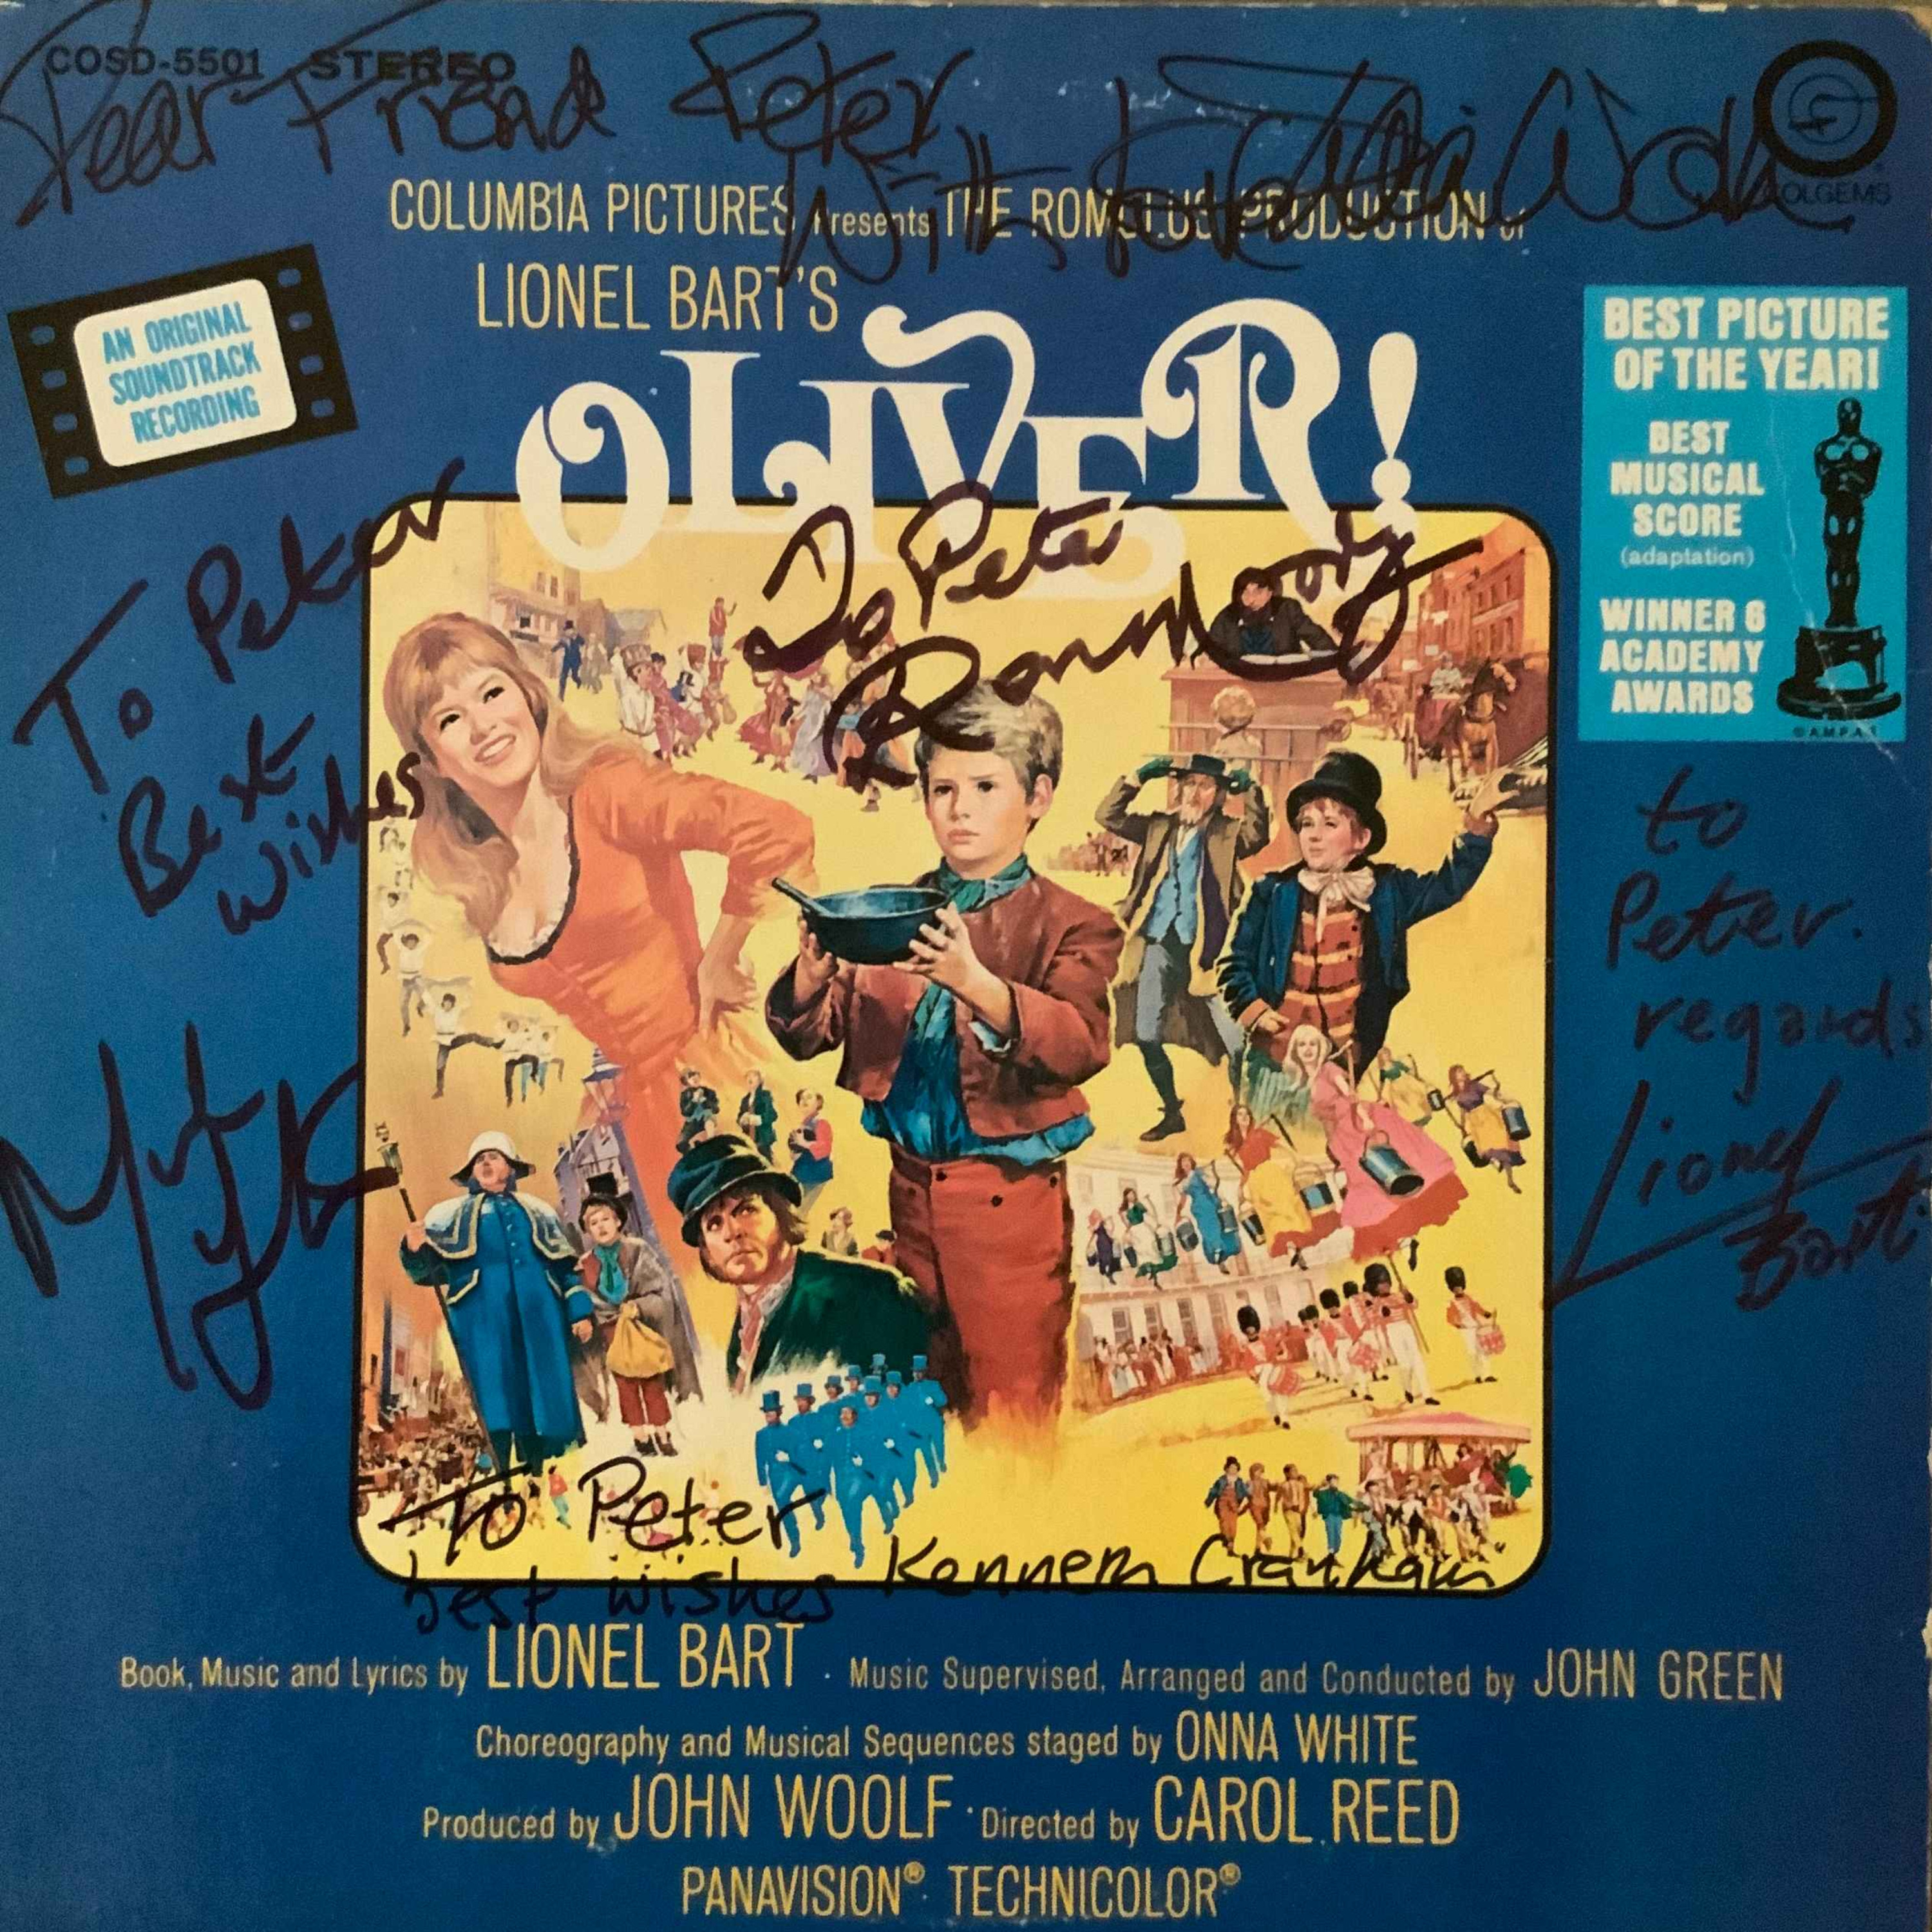 COSD-5501 STEREO
Dear Friend Peter
With love
COLGEMS
COLUMBIA PICTURES Presents THE ROMULUS PRODUCTION of
LIONEL BART'S
OLIVER!
AN ORIGINAL
SOUNDTRACK
RECORDING
BEST PICTURE
OF THE YEAR!
BEST
MUSICAL
SCORE
(adaptation)
WINNER 6
ACADEMY
AWARDS
©A.M.P.A.S
To Peter
Best
wishes
To Peter
Ron Moody
to
Peter.
regards
Lionel
Bart
To Peter
best wishes Kenneth Cranham
Book, Music and Lyrics by LIONEL BART · Music Supervised, Arranged and Conducted by JOHN GREEN
Choreography and Musical Sequences staged by ONNA WHITE
Produced by JOHN WOOLF · Directed by CAROL REED
PANAVISION® TECHNICOLOR®